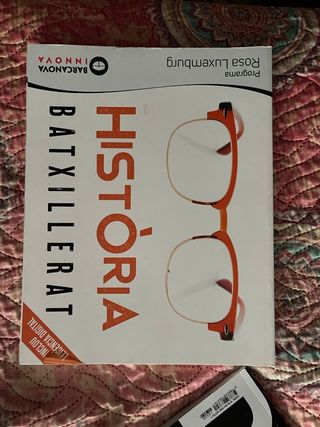 BARCANOVA
INNOVA
Programa
Rosa Luxemburg
HISTÒRIA
BATXILLERAT
INCLOU
LLICÈNCIA DIGITAL